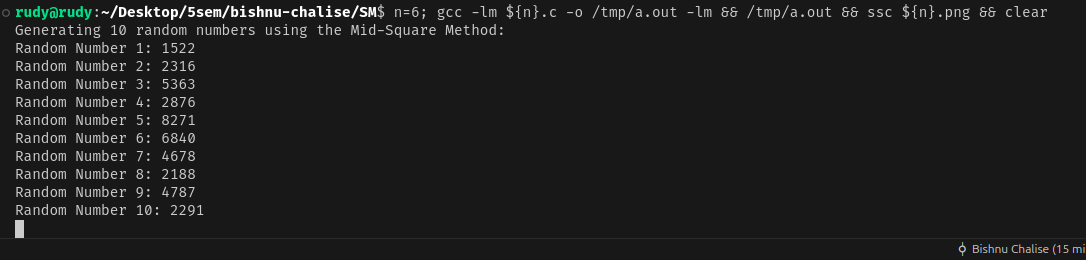 rudy@rudy:~/Desktop/5sem/bishnu-chalise/SM$ n=6; gcc -lm ${n}.c -o /tmp/a.out -lm && /tmp/a.out && ssc ${n}.png && clear
Generating 10 random numbers using the Mid-Square Method:
Random Number 1: 1522
Random Number 2: 2316
Random Number 3: 5363
Random Number 4: 2876
Random Number 5: 8271
Random Number 6: 6840
Random Number 7: 4678
Random Number 8: 2188
Random Number 9: 4787
Random Number 10: 2291
Bishnu Chalise (15 mi